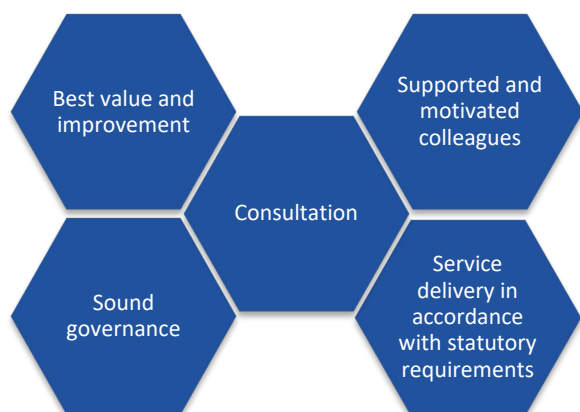 Best value and
improvement
Supported and
motivated
colleagues
Consultation
Sound
governance
Service
delivery in
accordance
with statutory
requirements